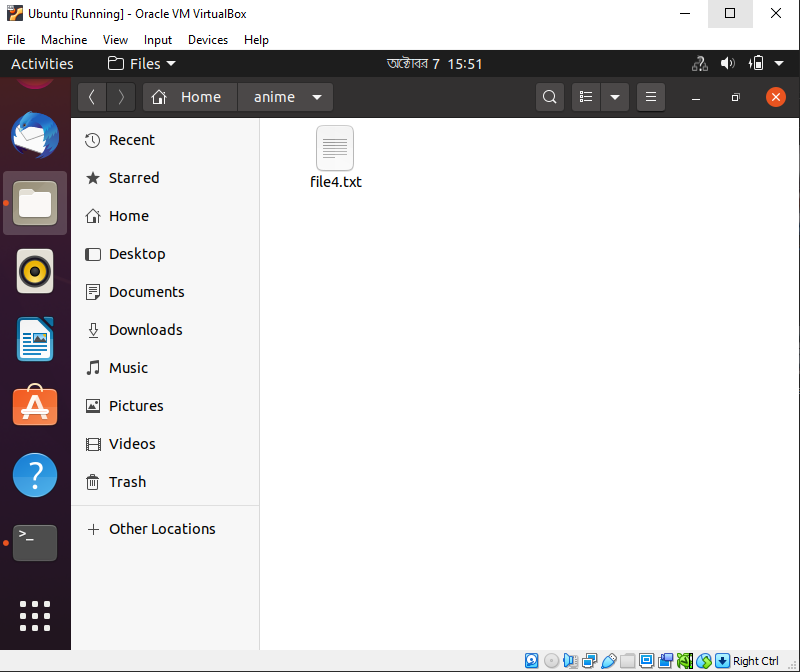 Ubuntu [Running] - Oracle VM VirtualBox
File Machine View Input Devices Help
Activities Files অক্টোবর 7 15:51
Home anime
Recent
Starred
Home
Desktop
Documents
Downloads
Music
Pictures
Videos
Trash
Other Locations
file4.txt
Right Ctrl